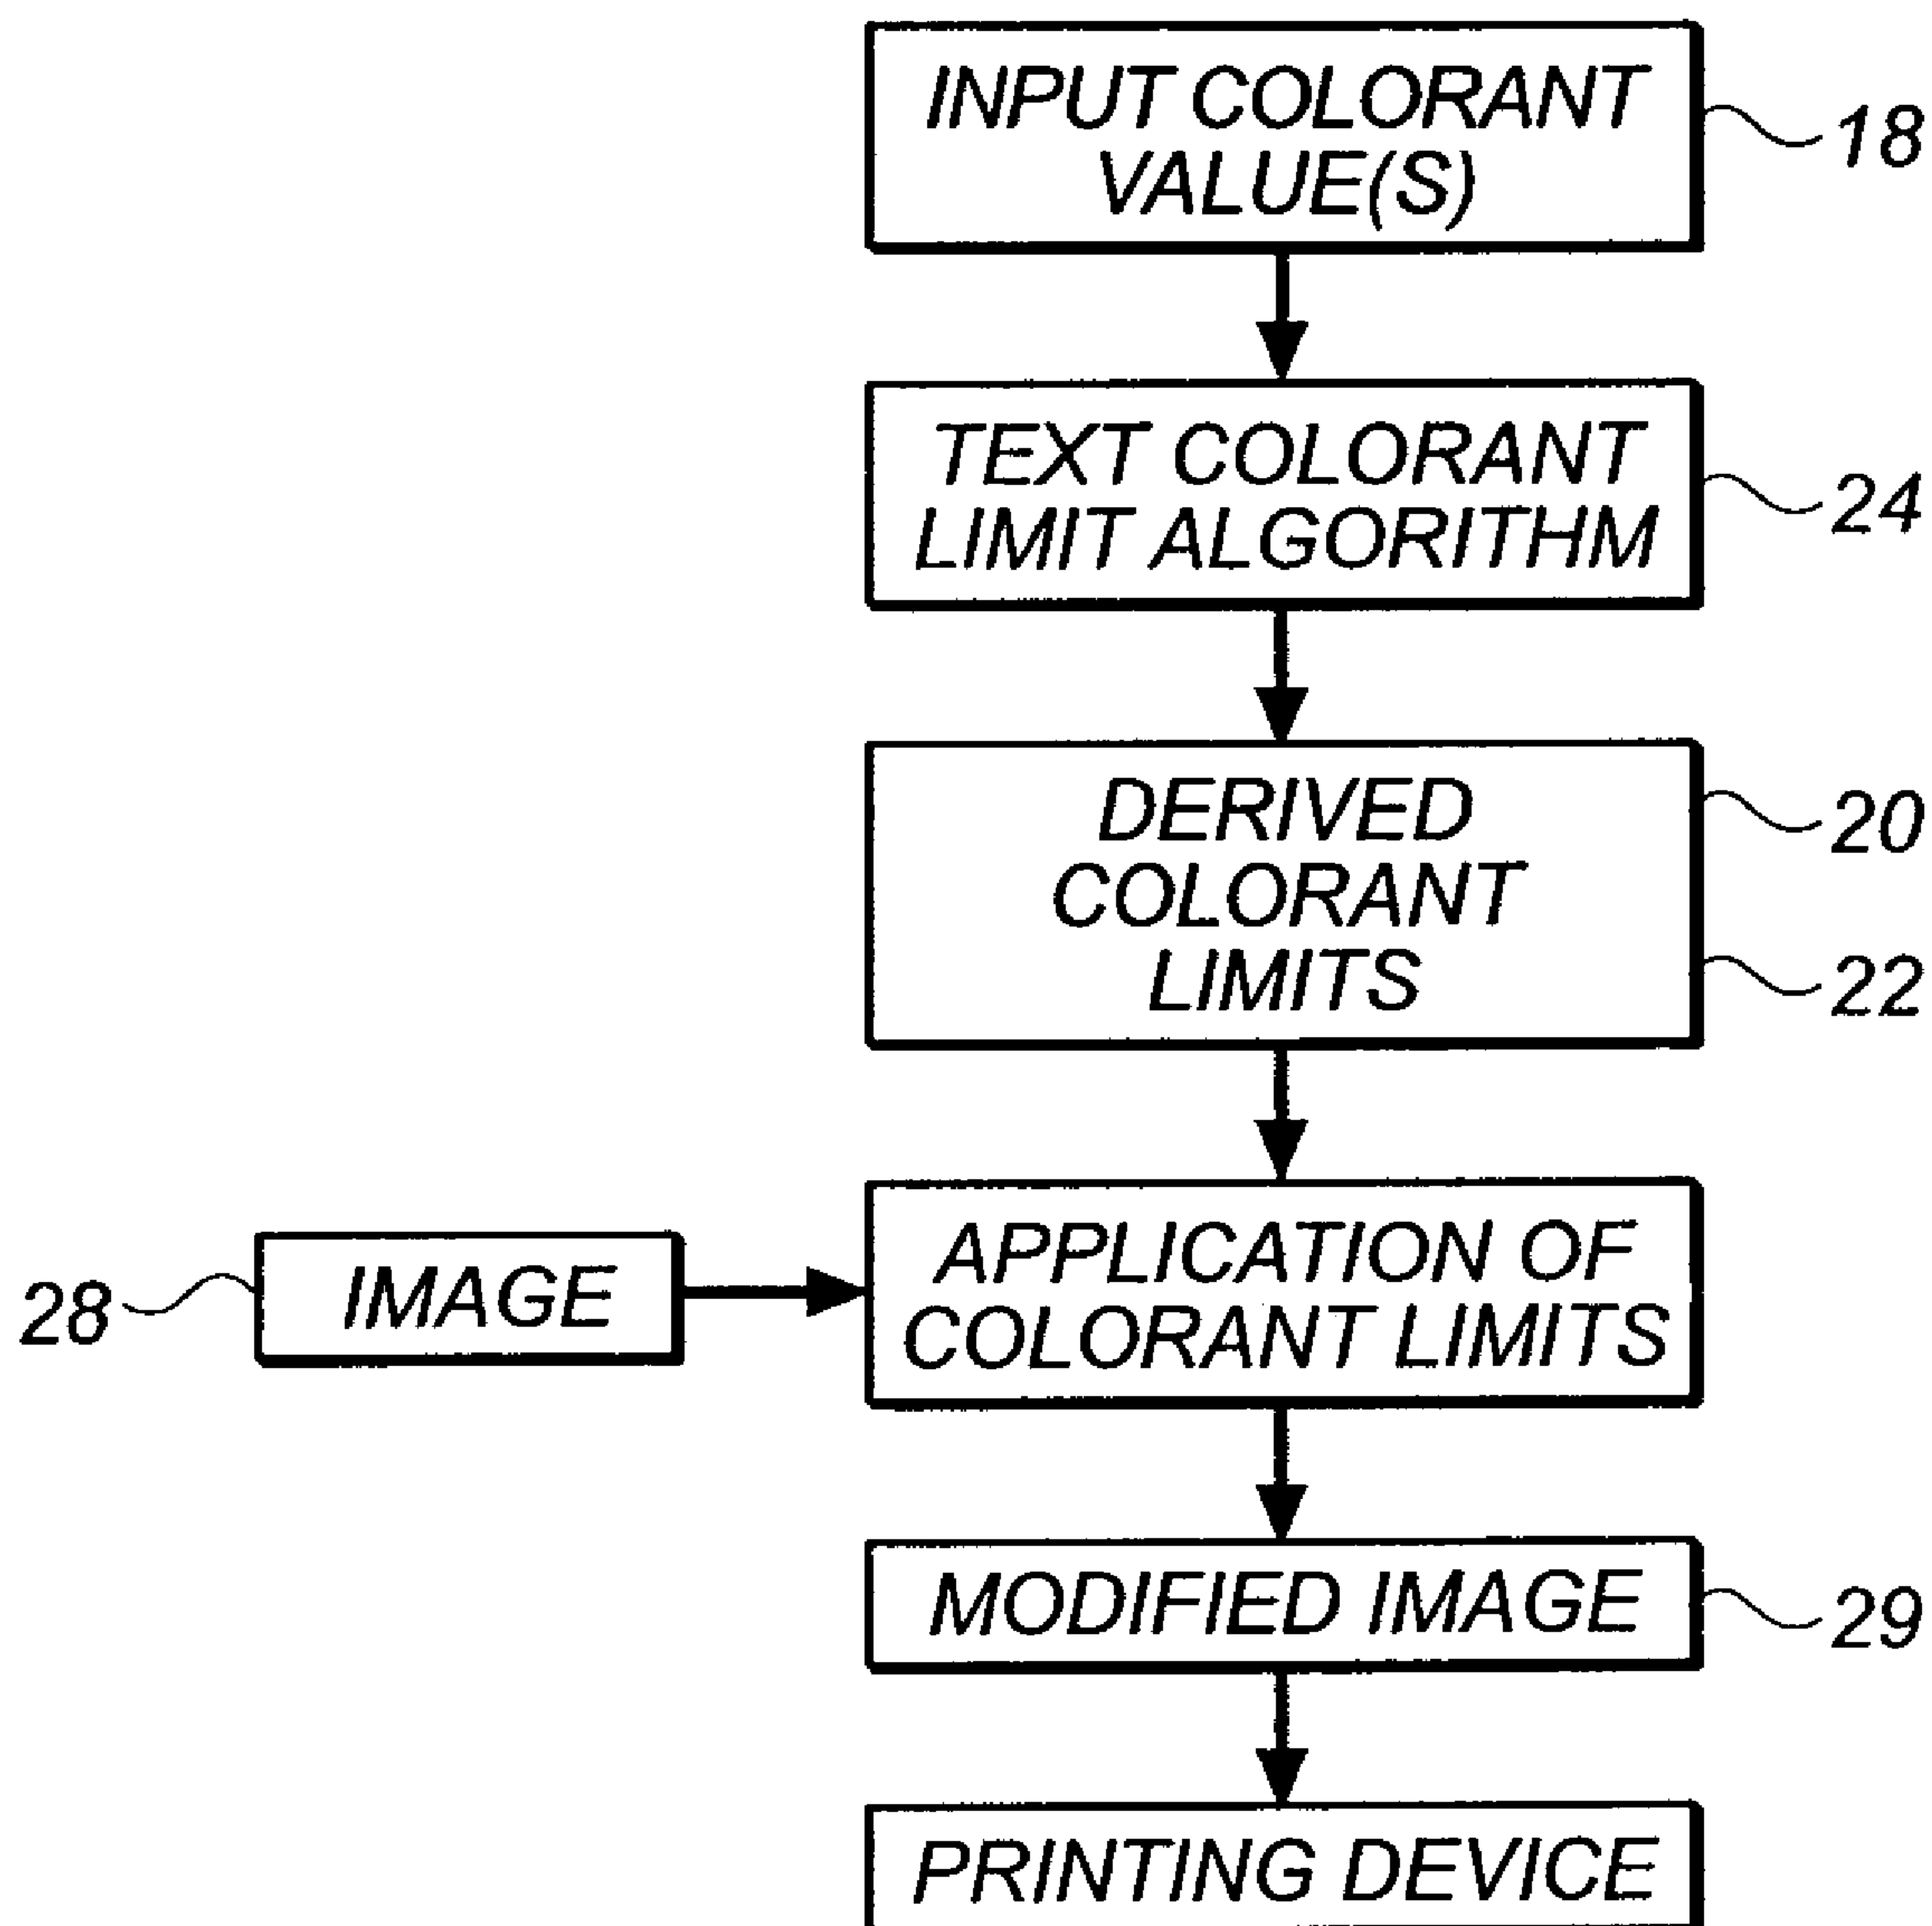 INPUT COLORANT
VALUE(S)
18
TEXT COLORANT
LIMIT ALGORITHM
24
DERIVED
COLORANT
LIMITS
20
22
28
IMAGE
APPLICATION OF
COLORANT LIMITS
MODIFIED IMAGE
29
PRINTING DEVICE